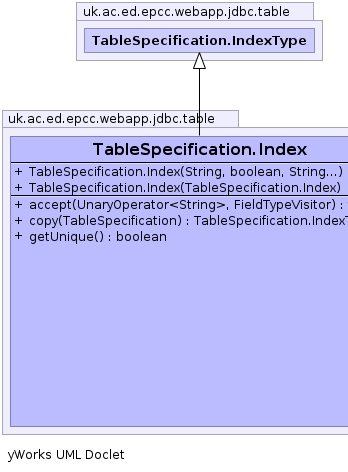 uk.ac.ed.epcc.webapp.jdbc.table
TableSpecification.IndexType
uk.ac.ed.epcc.webapp.jdbc.table
TableSpecification.Index
+ TableSpecification.Index(String, boolean, String...)
+ TableSpecification.Index(TableSpecification.Index)
+ accept(UnaryOperator<String>, FieldTypeVisitor) :
+ copy(TableSpecification) : TableSpecification.IndexT
+ getUnique() : boolean
yWorks UML Doclet